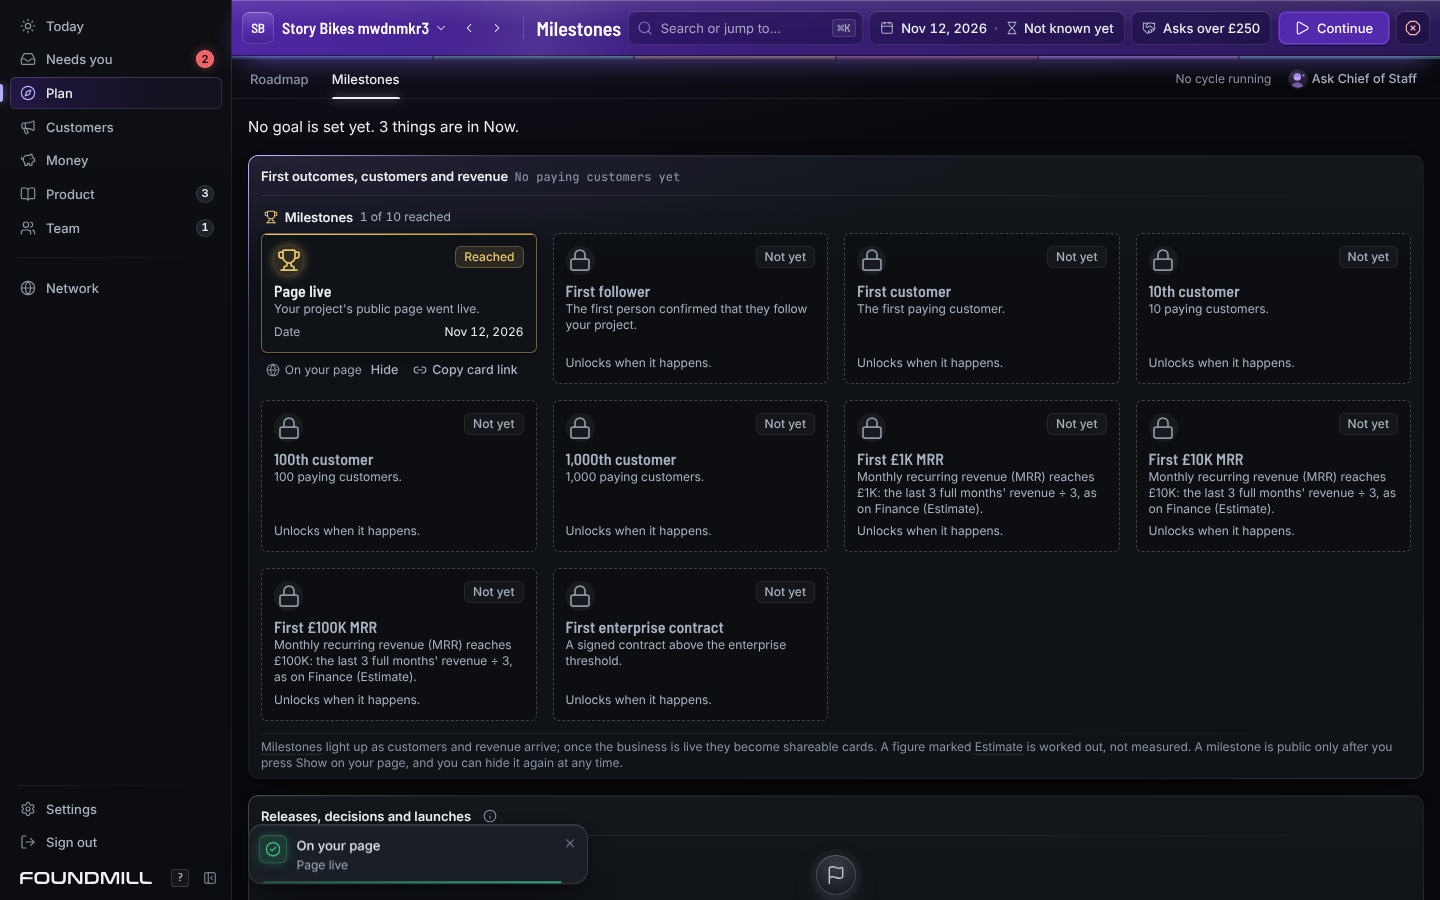 Today
Needs you 2
Plan
Customers
Money
Product 3
Team 1
Network
Settings
Sign out
FOUNDMILL ?
SB Story Bikes mwdnmkr3 Milestones Search or jump to... ⌘K Nov 12, 2026 · Not known yet Asks over £250 Continue
Roadmap Milestones No cycle running Ask Chief of Staff
No goal is set yet. 3 things are in Now.
First outcomes, customers and revenue No paying customers yet
Milestones 1 of 10 reached
Reached
Page live
Your project's public page went live.
Date Nov 12, 2026
On your page Hide Copy card link
Not yet
First follower
The first person confirmed that they follow
your project.
Unlocks when it happens.
Not yet
First customer
The first paying customer.
Unlocks when it happens.
Not yet
10th customer
10 paying customers.
Unlocks when it happens.
Not yet
100th customer
100 paying customers.
Unlocks when it happens.
Not yet
1,000th customer
1,000 paying customers.
Unlocks when it happens.
Not yet
First £1K MRR
Monthly recurring revenue (MRR) reaches
£1K: the last 3 full months' revenue ÷ 3, as
on Finance (Estimate).
Unlocks when it happens.
Not yet
First £10K MRR
Monthly recurring revenue (MRR) reaches
£10K: the last 3 full months' revenue ÷ 3, as
on Finance (Estimate).
Unlocks when it happens.
Not yet
First £100K MRR
Monthly recurring revenue (MRR) reaches
£100K: the last 3 full months' revenue ÷ 3,
as on Finance (Estimate).
Unlocks when it happens.
Not yet
First enterprise contract
A signed contract above the enterprise
threshold.
Unlocks when it happens.
Milestones light up as customers and revenue arrive; once the business is live they become shareable cards. A figure marked Estimate is worked out, not measured. A milestone is public only after you
press Show on your page, and you can hide it again at any time.
Releases, decisions and launches
On your page
Page live